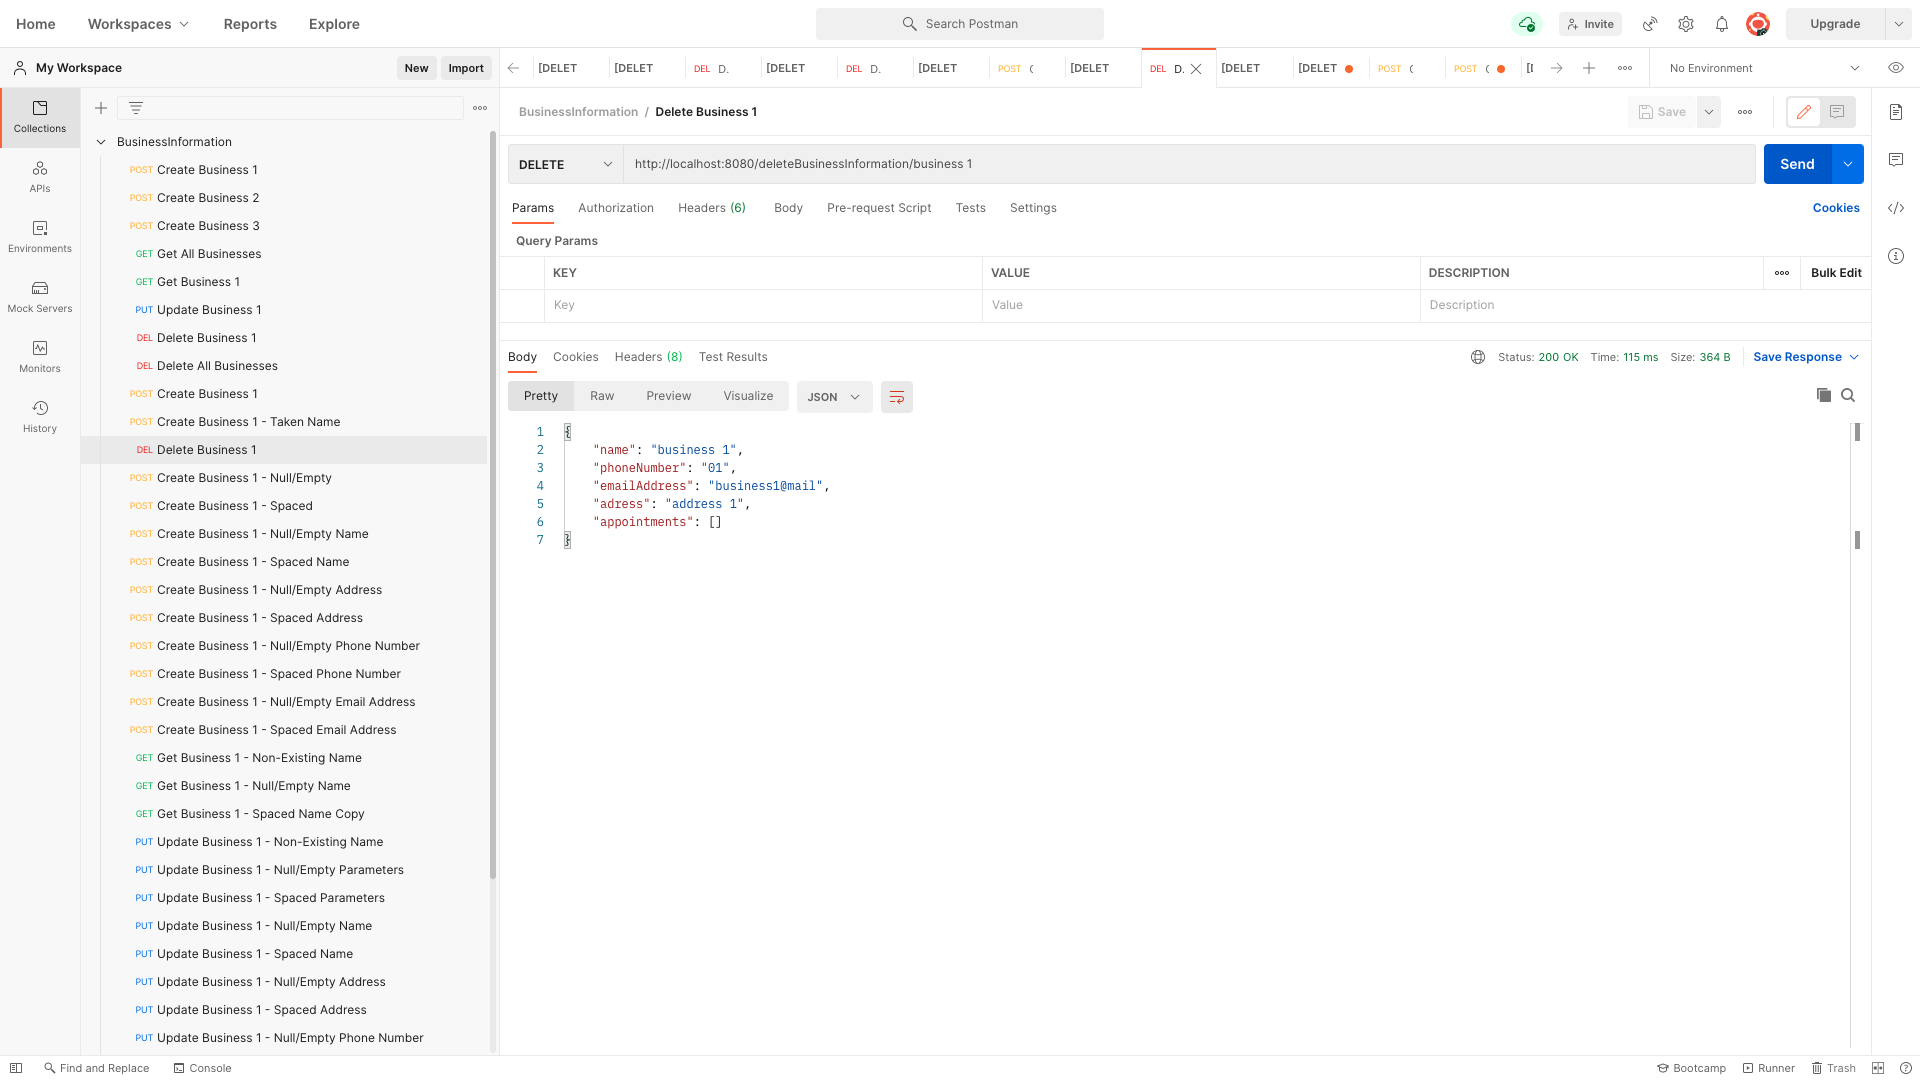 Home Workspaces Reports Explore Search Postman Invite Upgrade
My Workspace New Import [DELET [DELET DEL D. [DELET DEL D. [DELET POST [DELET DEL D. [DELET [DELET POST POST No Environment
Collections
APIs
Environments
Mock Servers
Monitors
History
BusinessInformation
POST Create Business 1
POST Create Business 2
POST Create Business 3
GET Get All Businesses
GET Get Business 1
PUT Update Business 1
DEL Delete Business 1
DEL Delete All Businesses
POST Create Business 1
POST Create Business 1 - Taken Name
DEL Delete Business 1
POST Create Business 1 - Null/Empty
POST Create Business 1 - Spaced
POST Create Business 1 - Null/Empty Name
POST Create Business 1 - Spaced Name
POST Create Business 1 - Null/Empty Address
POST Create Business 1 - Spaced Address
POST Create Business 1 - Null/Empty Phone Number
POST Create Business 1 - Spaced Phone Number
POST Create Business 1 - Null/Empty Email Address
POST Create Business 1 - Spaced Email Address
GET Get Business 1 - Non-Existing Name
GET Get Business 1 - Null/Empty Name
GET Get Business 1 - Spaced Name Copy
PUT Update Business 1 - Non-Existing Name
PUT Update Business 1 - Null/Empty Parameters
PUT Update Business 1 - Spaced Parameters
PUT Update Business 1 - Null/Empty Name
PUT Update Business 1 - Spaced Name
PUT Update Business 1 - Null/Empty Address
PUT Update Business 1 - Spaced Address
PUT Update Business 1 - Null/Empty Phone Number
BusinessInformation / Delete Business 1 Save
DELETE http://localhost:8080/deleteBusinessInformation/business 1 Send
Params Authorization Headers (6) Body Pre-request Script Tests Settings Cookies
Query Params
KEY VALUE DESCRIPTION Bulk Edit
Key Value Description
Body Cookies Headers (8) Test Results Status: 200 OK Time: 115 ms Size: 364 B Save Response
Pretty Raw Preview Visualize JSON
1 {
2 "name": "business 1",
3 "phoneNumber": "01",
4 "emailAddress": "business1@mail",
5 "adress": "address 1",
6 "appointments": []
7 }
Find and Replace Console Bootcamp Runner Trash